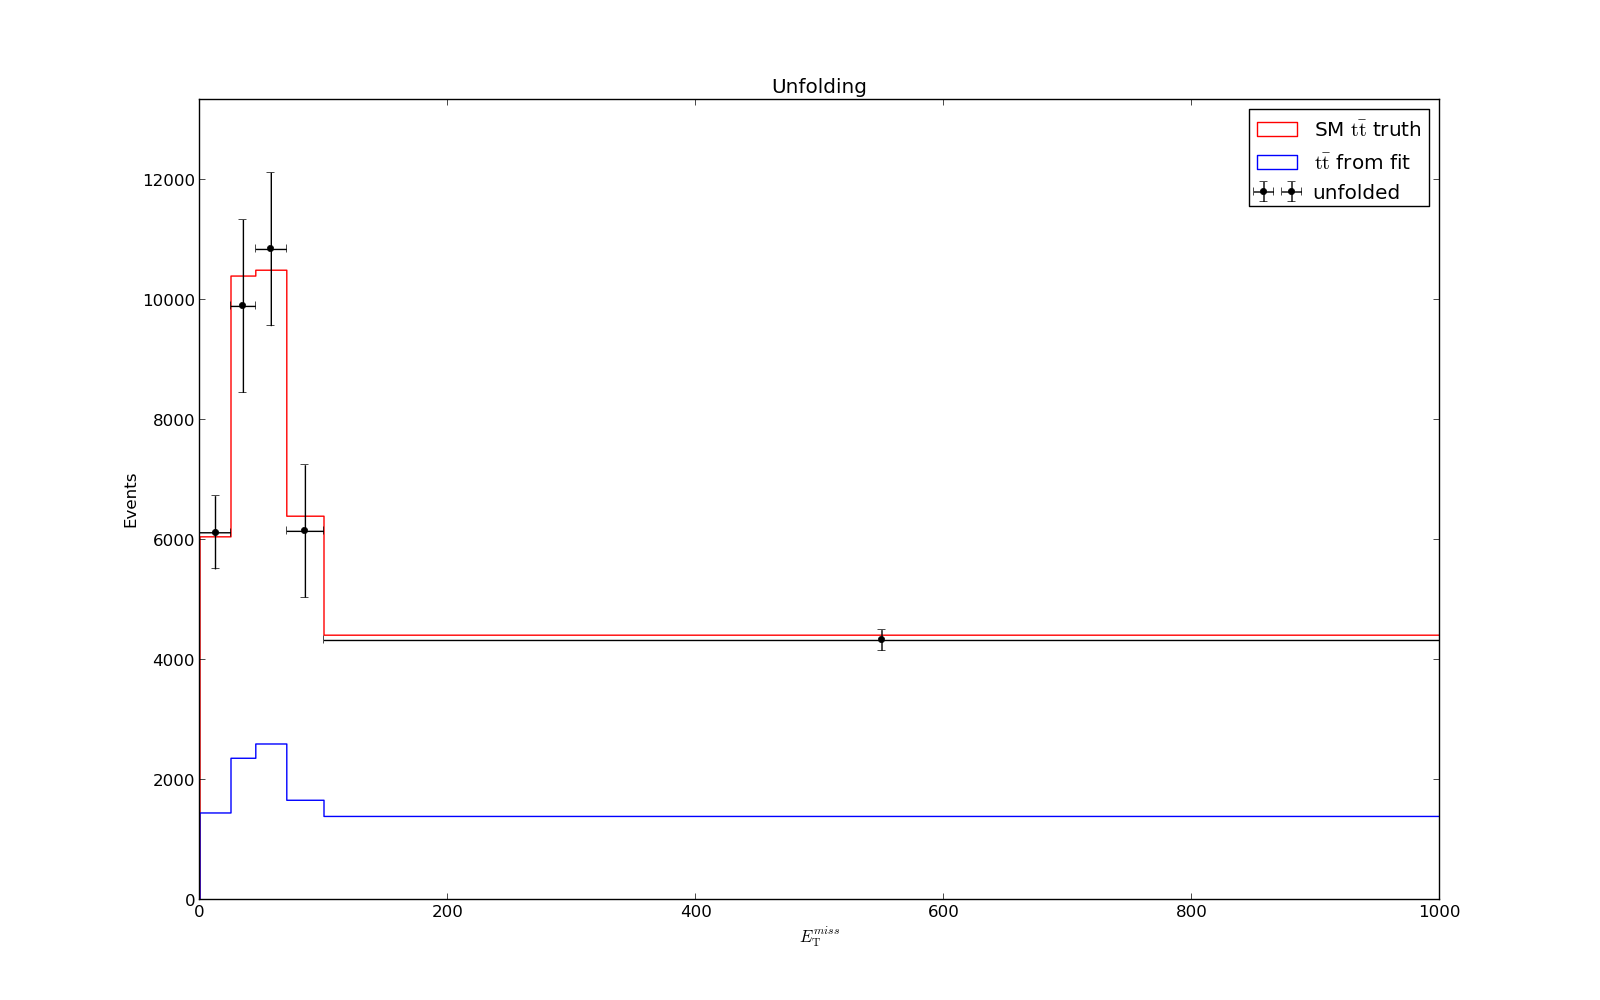 Unfolding
SM tt̄ truth
tt̄ from fit
unfolded
12000
10000
8000
6000
4000
2000
0
Events
0 200 400 600 800 1000
E_T^miss